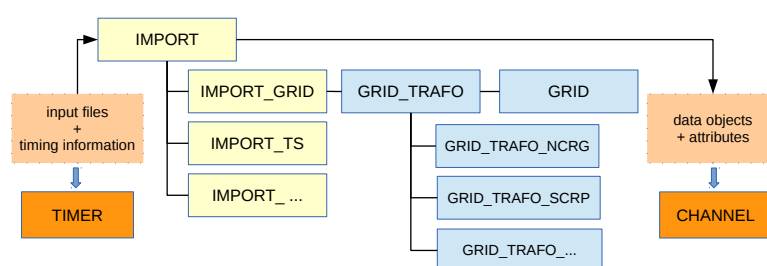 IMPORT
IMPORT_GRID
GRID_TRAFO
GRID
input files
+
timing information
data objects
+ attributes
IMPORT_TS
GRID_TRAFO_NCRG
IMPORT_ ...
GRID_TRAFO_SCRP
TIMER
CHANNEL
GRID_TRAFO_...